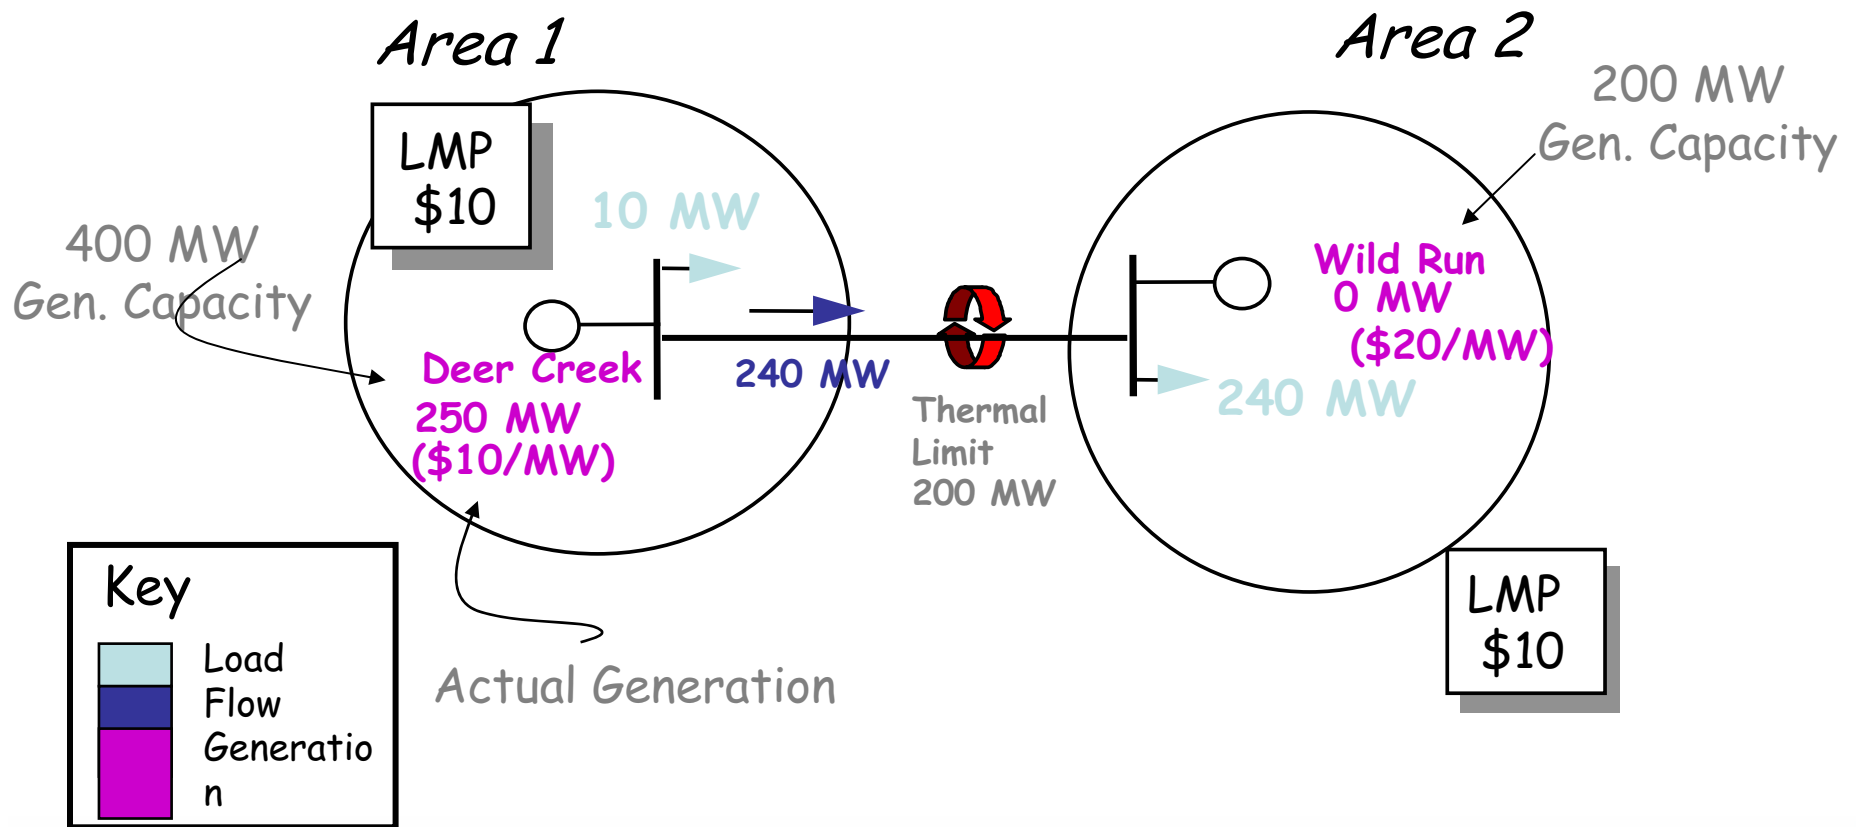 Area 1
Area 2
200 MW
Gen. Capacity
LMP
$10
10 MW
400 MW
Gen. Capacity
Wild Run
0 MW
($20/MW)
Deer Creek
250 MW
($10/MW)
240 MW
240 MW
Thermal
Limit
200 MW
LMP
$10
Key
Load
Flow
Generatio
n
Actual Generation